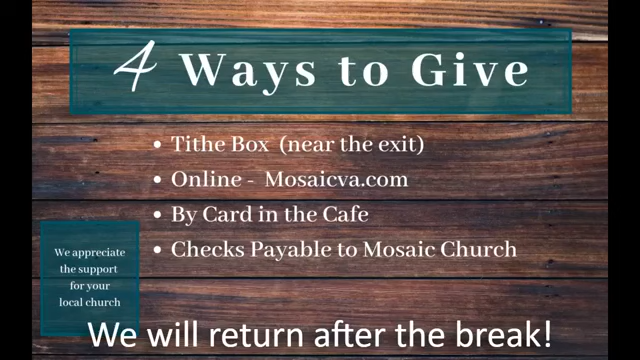 4 Ways to Give
• Tithe Box (near the exit)
• Online - Mosaicva.com
• By Card in the Cafe
• Checks Payable to Mosaic Church
We appreciate
the support
for your
local church
We will return after the break!